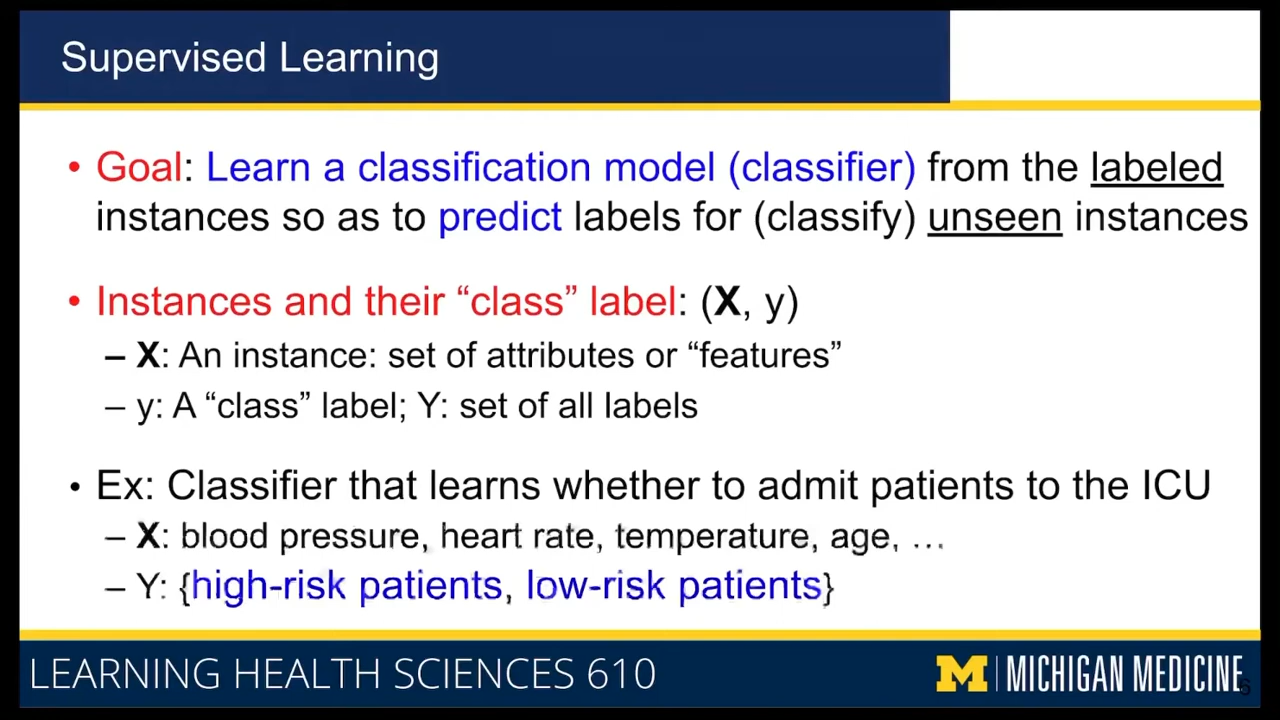 Supervised Learning
• Goal: Learn a classification model (classifier) from the labeled
instances so as to predict labels for (classify) unseen instances
• Instances and their “class” label: (X, y)
– X: An instance: set of attributes or “features”
– y: A “class” label; Y: set of all labels
• Ex: Classifier that learns whether to admit patients to the ICU
– X: blood pressure, heart rate, temperature, age, …
– Y: {high-risk patients, low-risk patients}
LEARNING HEALTH SCIENCES 610
M MICHIGAN MEDICINE
6